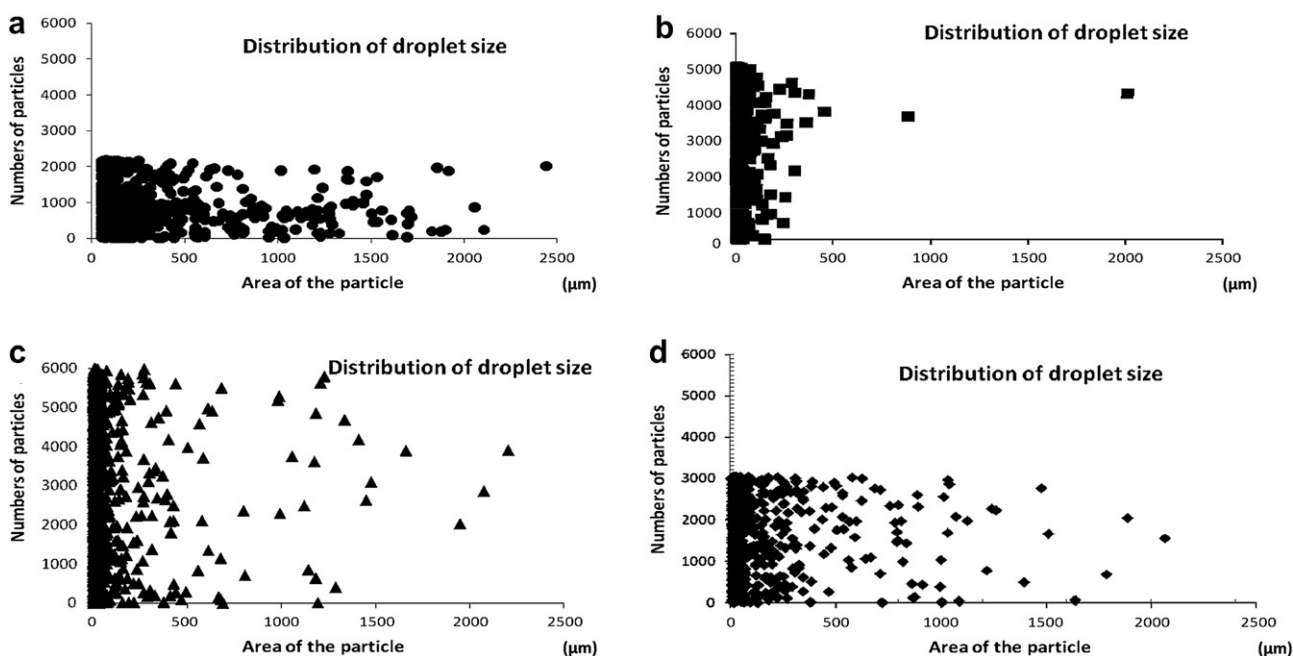 a
Distribution of droplet size
Numbers of particles
6000
5000
4000
3000
2000
1000
0
0 500 1000 1500 2000 2500
Area of the particle (µm)
b
Distribution of droplet size
Numbers of particles
6000
5000
4000
3000
2000
1000
0
0 500 1000 1500 2000 2500
Area of the particle (µm)
c
Distribution of droplet size
Numbers of particles
6000
5000
4000
3000
2000
1000
0
0 500 1000 1500 2000 2500
Area of the particle (µm)
d
Distribution of droplet size
Numbers of particles
6000
5000
4000
3000
2000
1000
0
0 500 1000 1500 2000 2500
Area of the particle (µm)